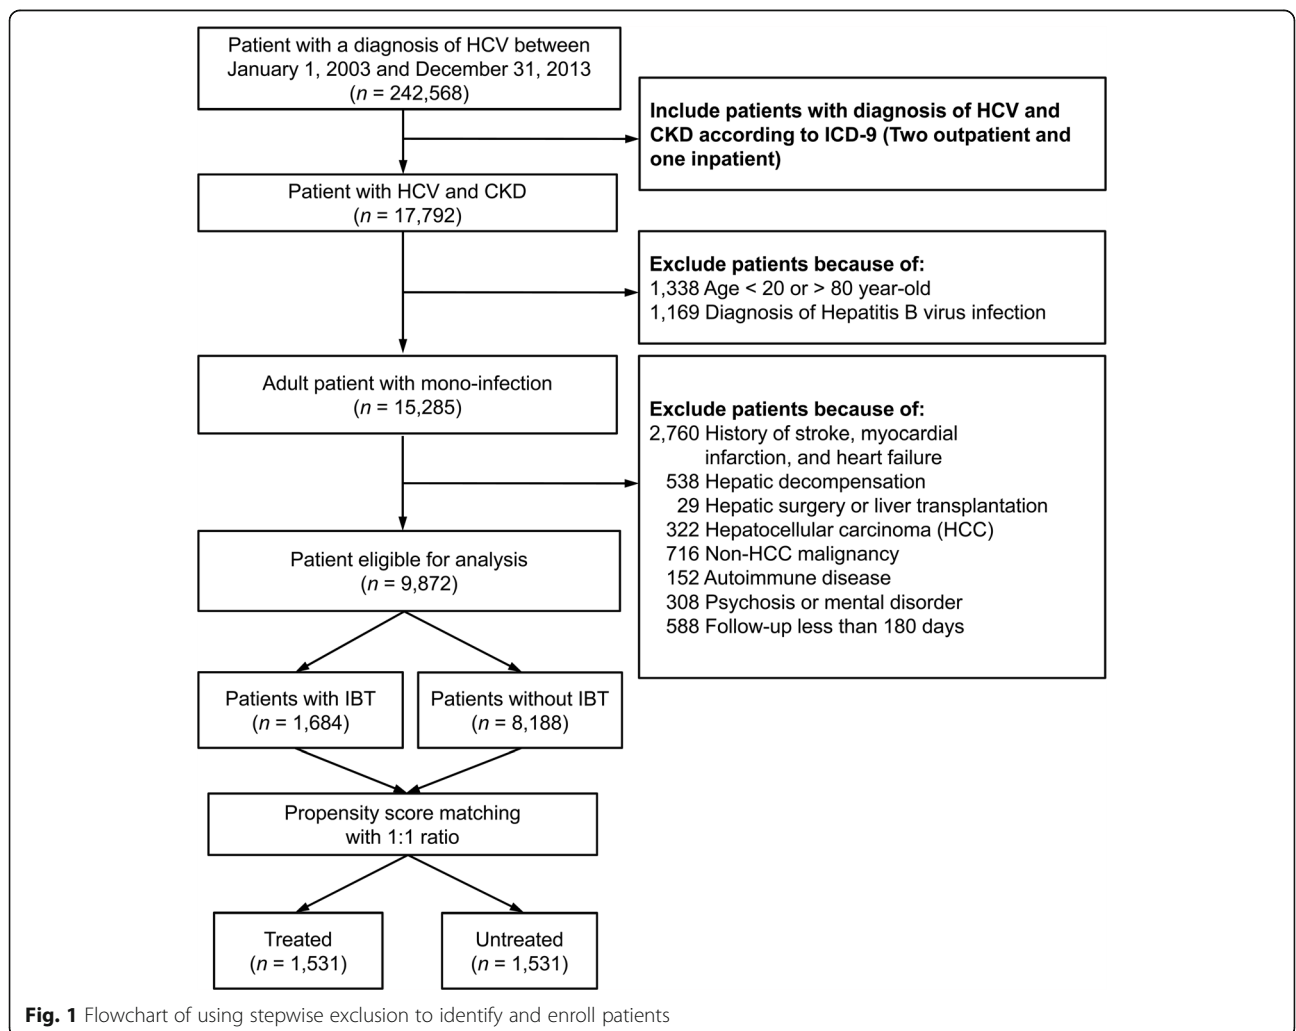 Patient with a diagnosis of HCV between
January 1, 2003 and December 31, 2013
(n = 242,568)
Include patients with diagnosis of HCV and
CKD according to ICD-9 (Two outpatient and
one inpatient)
Patient with HCV and CKD
(n = 17,792)
Exclude patients because of:
1,338 Age < 20 or > 80 year-old
1,169 Diagnosis of Hepatitis B virus infection
Adult patient with mono-infection
(n = 15,285)
Exclude patients because of:
2,760 History of stroke, myocardial
infarction, and heart failure
538 Hepatic decompensation
29 Hepatic surgery or liver transplantation
322 Hepatocellular carcinoma (HCC)
716 Non-HCC malignancy
152 Autoimmune disease
308 Psychosis or mental disorder
588 Follow-up less than 180 days
Patient eligible for analysis
(n = 9,872)
Patients with IBT
(n = 1,684)
Patients without IBT
(n = 8,188)
Propensity score matching
with 1:1 ratio
Treated
(n = 1,531)
Untreated
(n = 1,531)
Fig. 1 Flowchart of using stepwise exclusion to identify and enroll patients